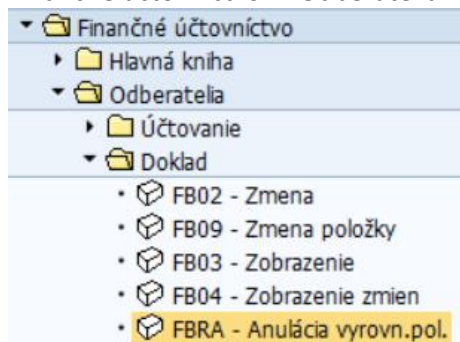 Finančné účtovníctvo
Hlavná kniha
Odberatelia
Účtovanie
Doklad
FB02 - Zmena
FB09 - Zmena položky
FB03 - Zobrazenie
FB04 - Zobrazenie zmien
FBRA - Anulácia vyrovn.pol.